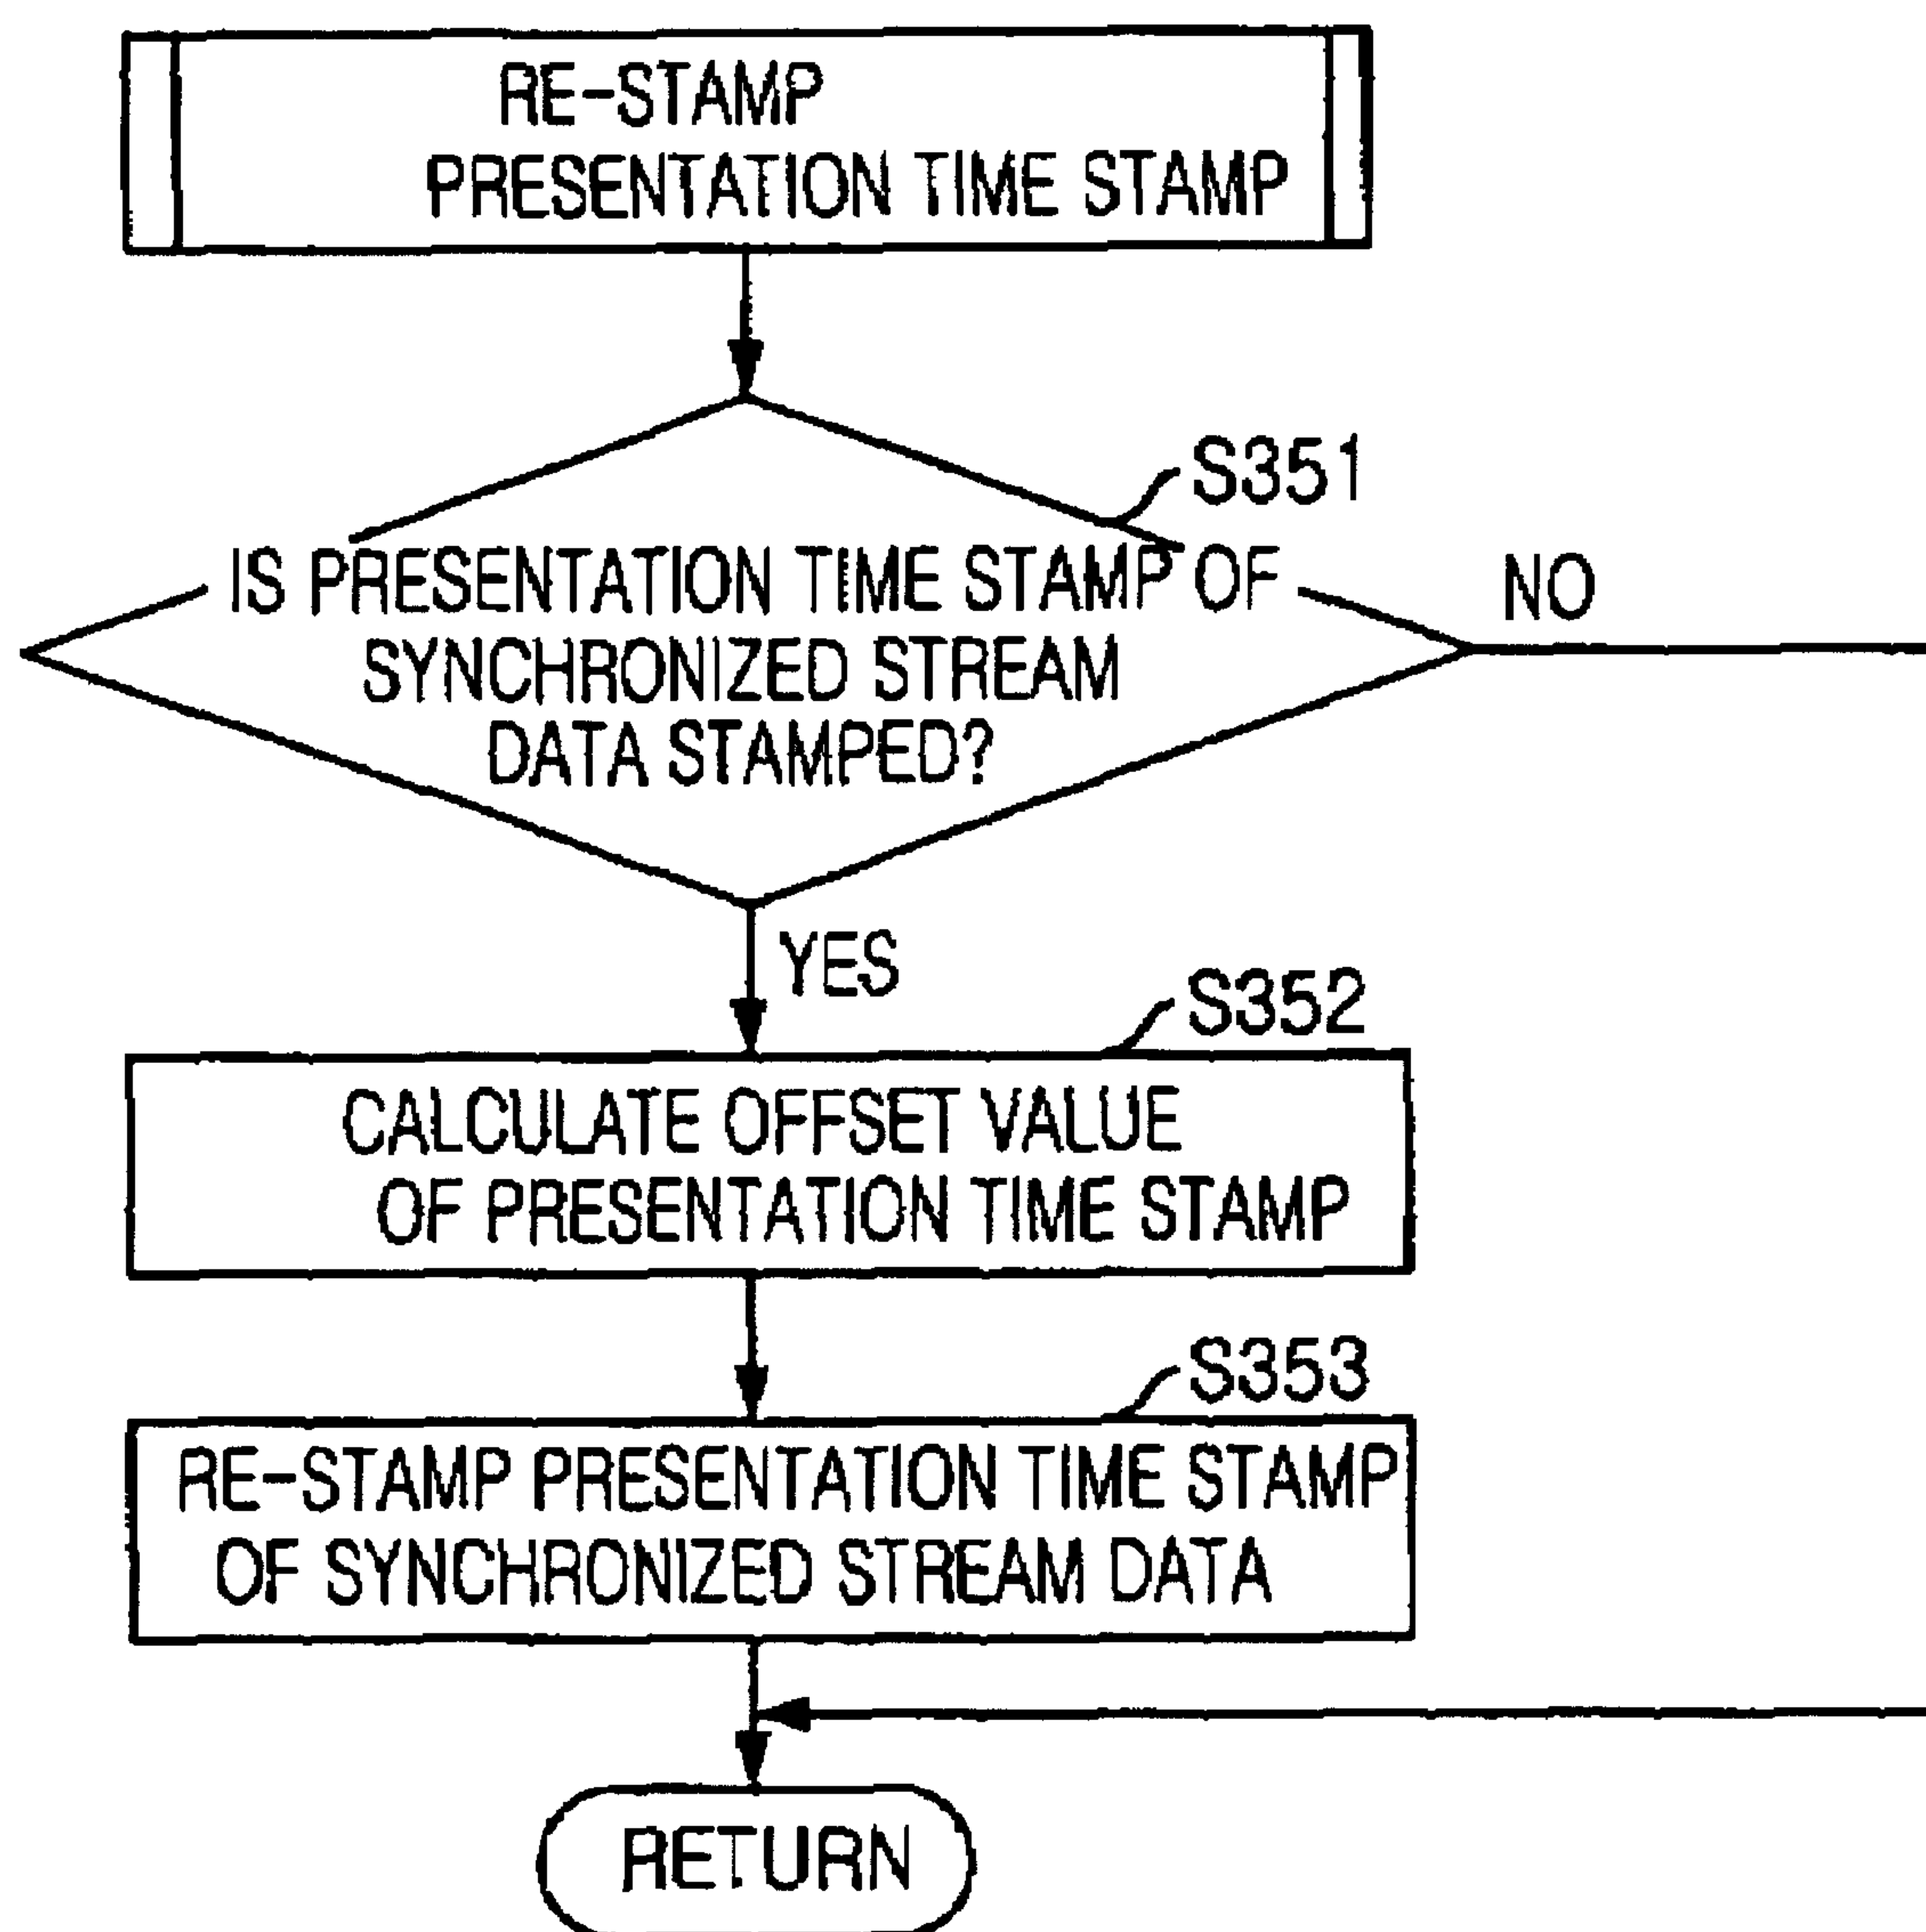 RE-STAMP
PRESENTATION TIME STAMP
S351
IS PRESENTATION TIME STAMP OF
SYNCHRONIZED STREAM
DATA STAMPED?
NO
YES
S352
CALCULATE OFFSET VALUE
OF PRESENTATION TIME STAMP
S353
RE-STAMP PRESENTATION TIME STAMP
OF SYNCHRONIZED STREAM DATA
RETURN